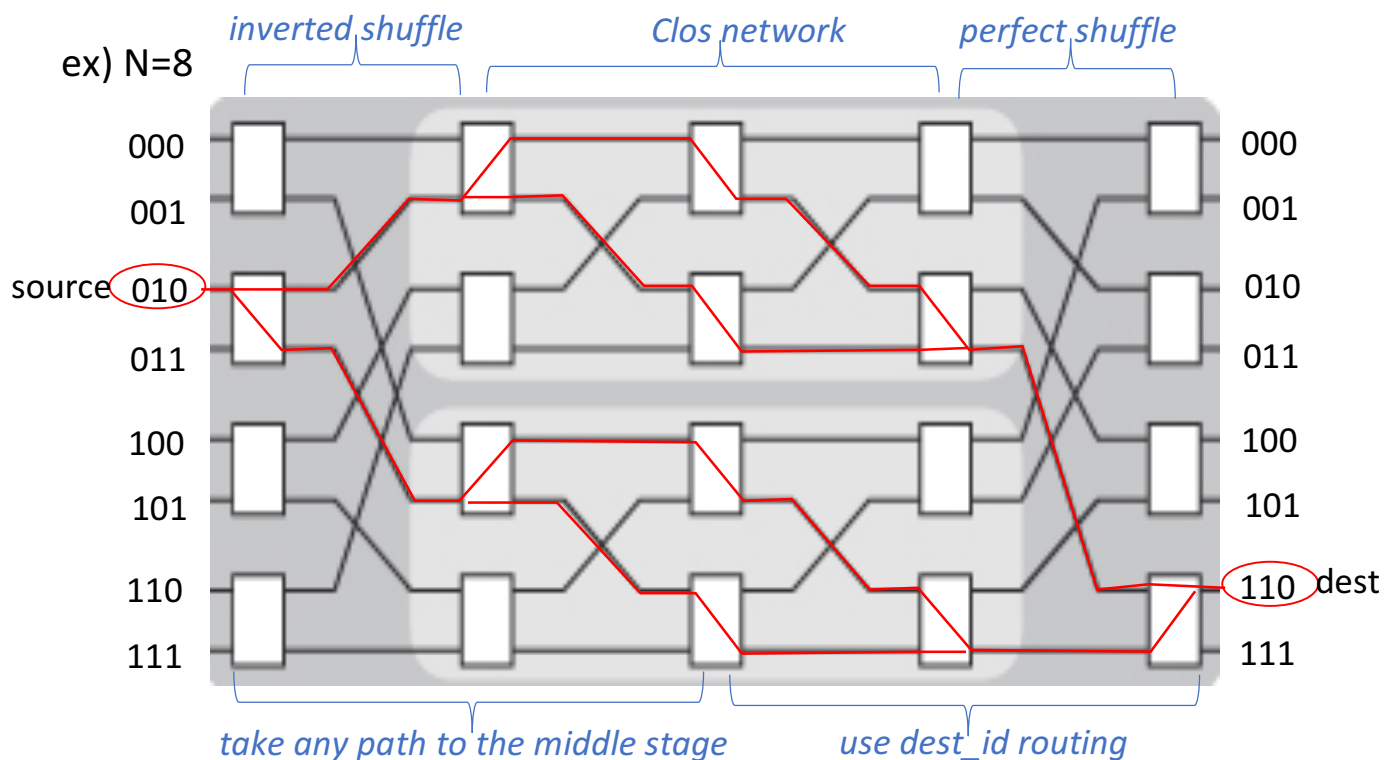 inverted shuffle
Clos network
perfect shuffle
ex) N=8
000
000
001
001
source 010
010
011
011
100
100
101
101
110
110 dest
111
111
take any path to the middle stage
use dest_id routing